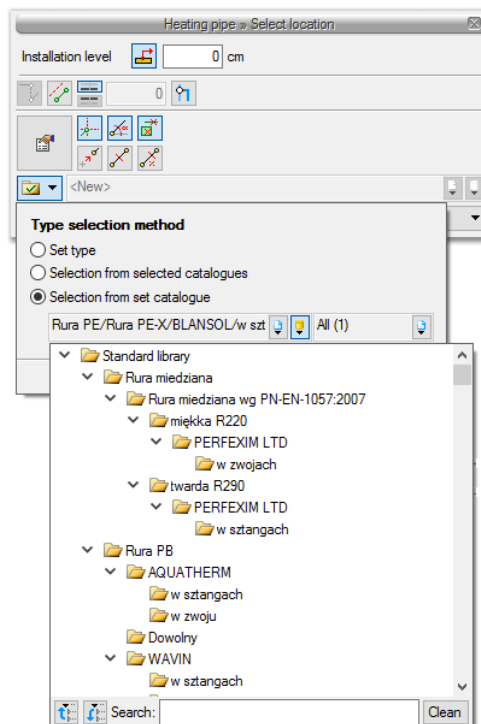 Heating pipe » Select location
Installation level 0 cm
0
<New>
Type selection method
Set type
Selection from selected catalogues
Selection from set catalogue
Rura PE/Rura PE-X/BLANSOL/w szt All (1)
Standard library
Rura miedziana
Rura miedziana wg PN-EN-1057:2007
miękka R220
PERFEXIM LTD
w zwojach
twarda R290
PERFEXIM LTD
w sztangach
Rura PB
AQUATHERM
w sztangach
w zwoju
Dowolny
WAVIN
w sztangach
Search: Clean